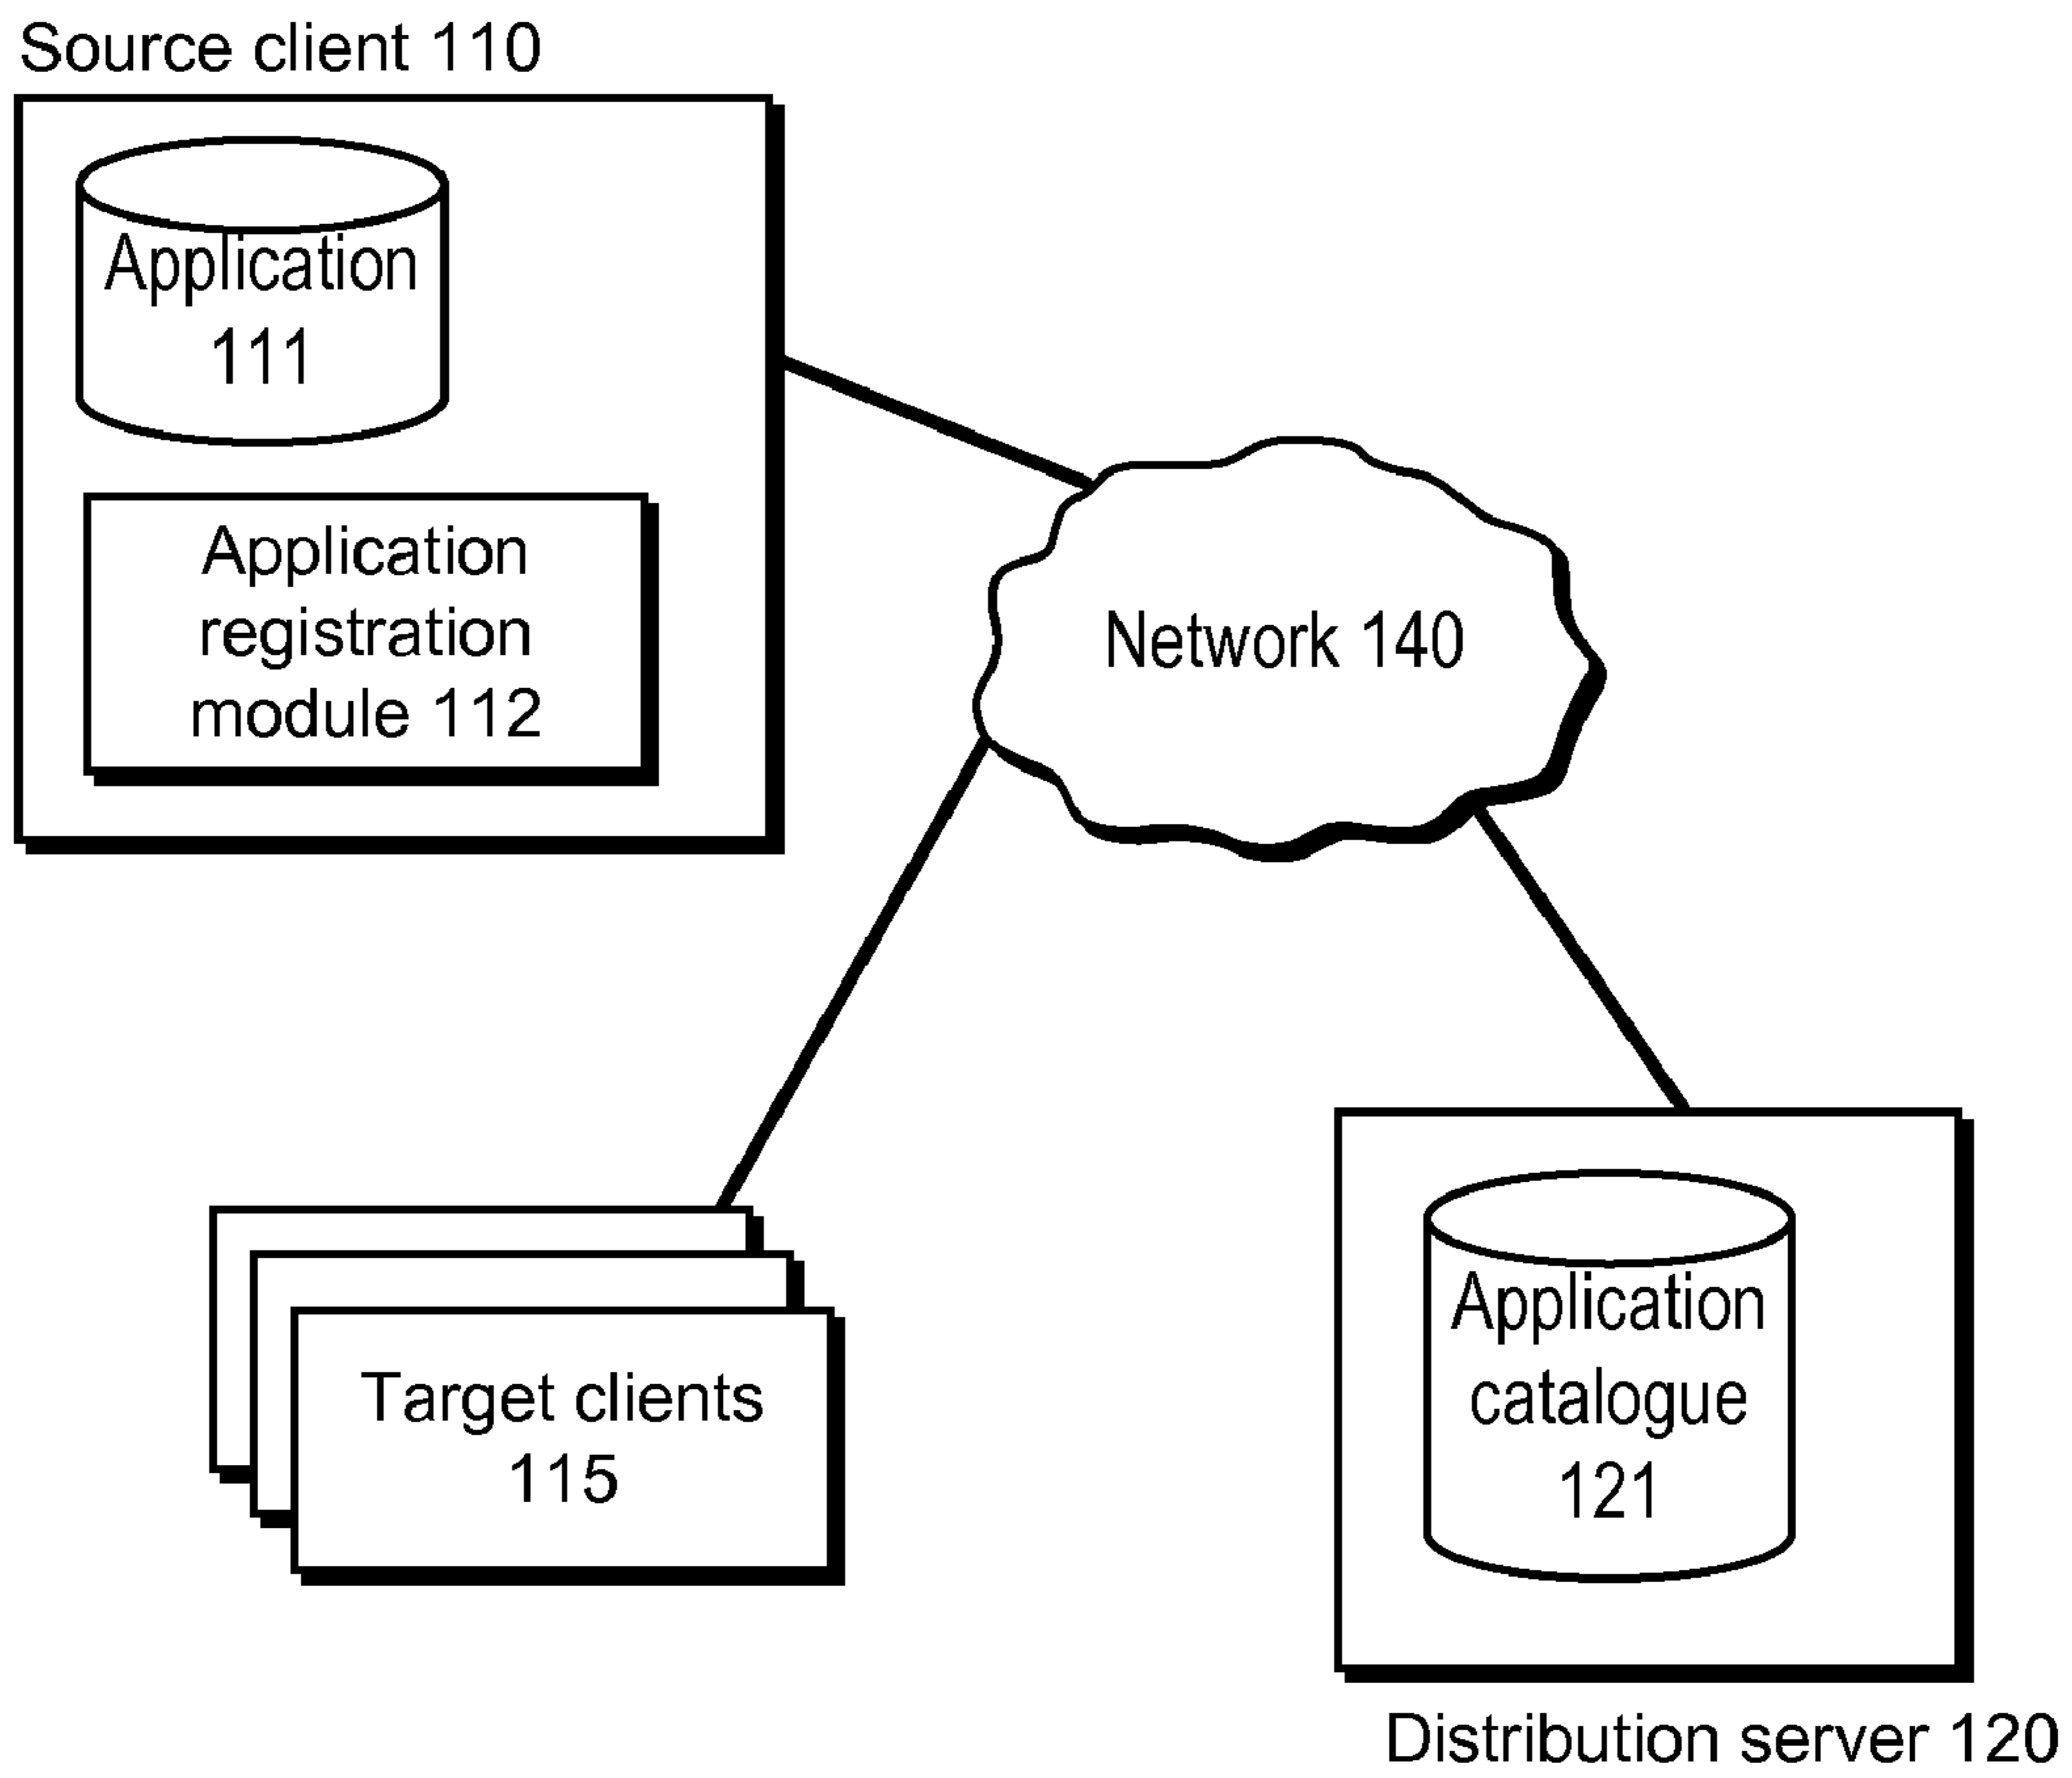 Source client 110
Application
111
Application
registration
module 112
Network 140
Target clients
115
Application
catalogue
121
Distribution server 120